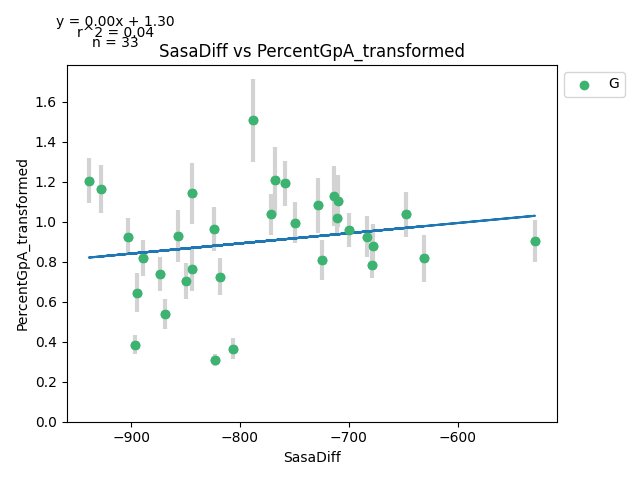 y = 0.00x + 1.30
r^2 = 0.04
n = 33
SasaDiff vs PercentGpA_transformed
G
PercentGpA_transformed
1.6
1.4
1.2
1.0
0.8
0.6
0.4
0.2
0.0
−900
−800
−700
−600
SasaDiff